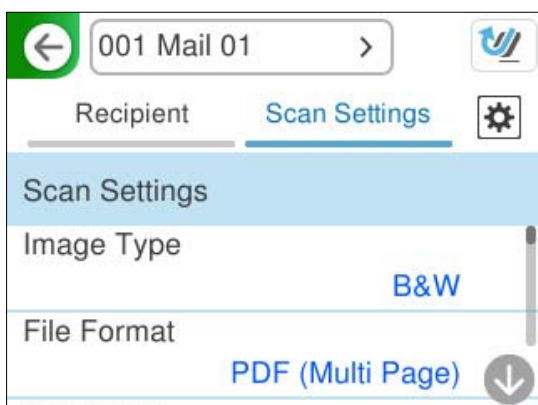 001 Mail 01
Recipient
Scan Settings
Scan Settings
Image Type
B&W
File Format
PDF (Multi Page)